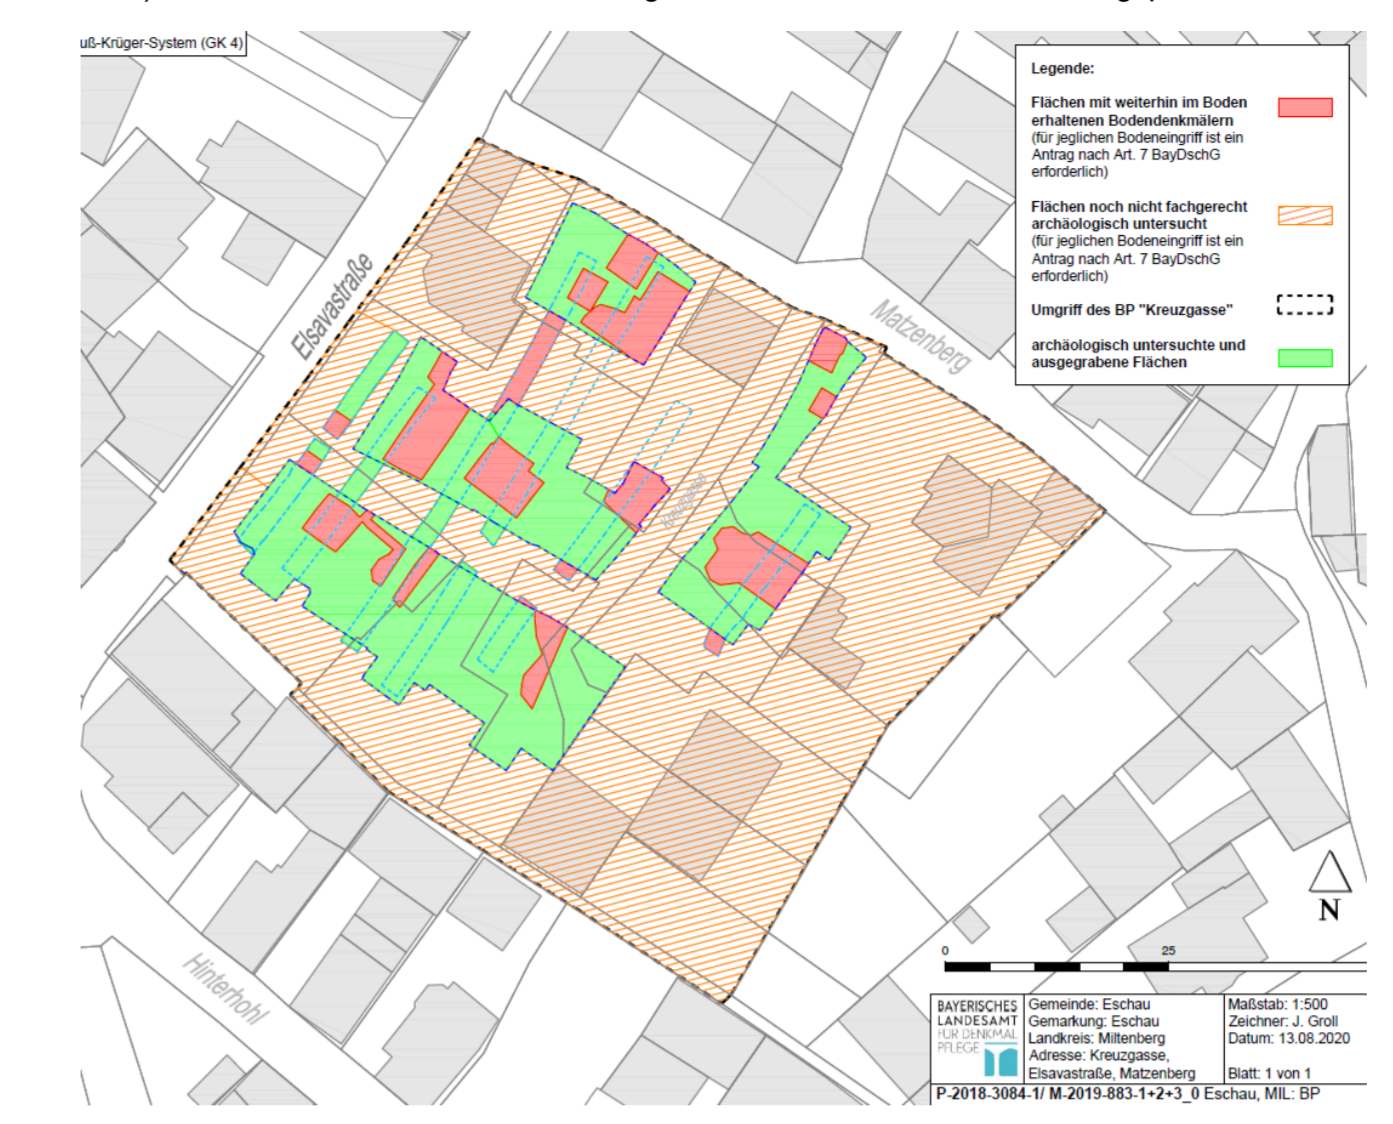 uß-Krüger-System (GK 4)
Legende:
Flächen mit weiterhin im Boden
erhaltenen Bodendenkmälern
(für jeglichen Bodeneingriff ist ein
Antrag nach Art. 7 BayDschG
erforderlich)
Flächen noch nicht fachgerecht
archäologisch untersucht
(für jeglichen Bodeneingriff ist ein
Antrag nach Art. 7 BayDschG
erforderlich)
Umgriff des BP "Kreuzgasse"
archäologisch untersuchte und
ausgegrabene Flächen
Elsavastraße
Matzenberg
Kreuzgasse
Hinterhohl
N
0 25
BAYERISCHES
LANDESAMT
FÜR DENKMAL
PFLEGE
Gemeinde: Eschau
Gemarkung: Eschau
Landkreis: Miltenberg
Adresse: Kreuzgasse,
Elsavastraße, Matzenberg
Maßstab: 1:500
Zeichner: J. Groll
Datum: 13.08.2020
Blatt: 1 von 1
P-2018-3084-1/ M-2019-883-1+2+3_0 Eschau, MIL: BP